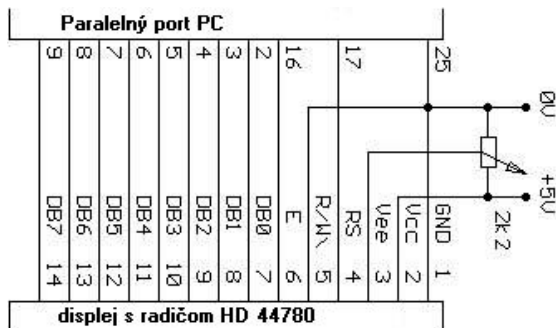 Paralelný port PC
9 8 7 6 5 4 3 2 16 17 25
0V
+5V
2k2
DB7 DB6 DB5 DB4 DB3 DB2 DB1 DB0 E R/W\ RS Vee Vcc GND
14 13 12 11 10 9 8 7 6 5 4 3 2 1
displej s radičom HD 44780